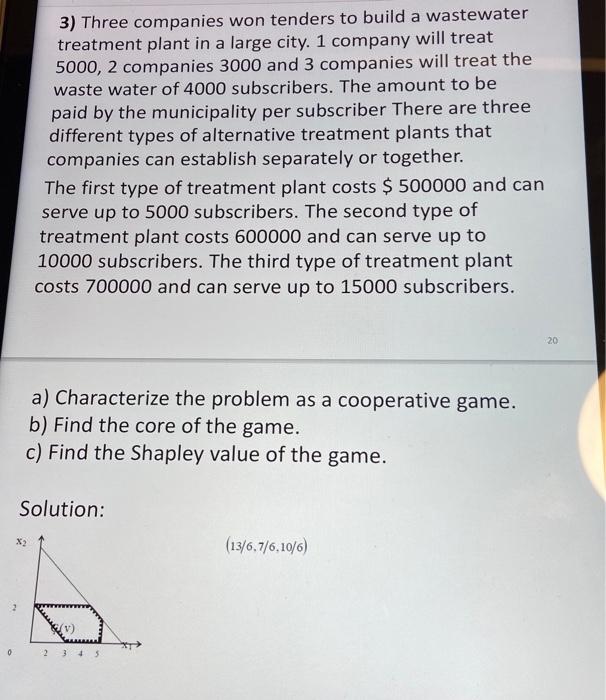 3) Three companies won tenders to build a wastewater
treatment plant in a large city. 1 company will treat
5000, 2 companies 3000 and 3 companies will treat the
waste water of 4000 subscribers. The amount to be
paid by the municipality per subscriber There are three
different types of alternative treatment plants that
companies can establish separately or together.
The first type of treatment plant costs $ 500000 and can
serve up to 5000 subscribers. The second type of
treatment plant costs 600000 and can serve up to
10000 subscribers. The third type of treatment plant
costs 700000 and can serve up to 15000 subscribers.
20
a) Characterize the problem as a cooperative game.
b) Find the core of the game.
c) Find the Shapley value of the game.
Solution:
x₂
(13/6,7/6,10/6)
2
(v)
x₁
0 2 3 4 5